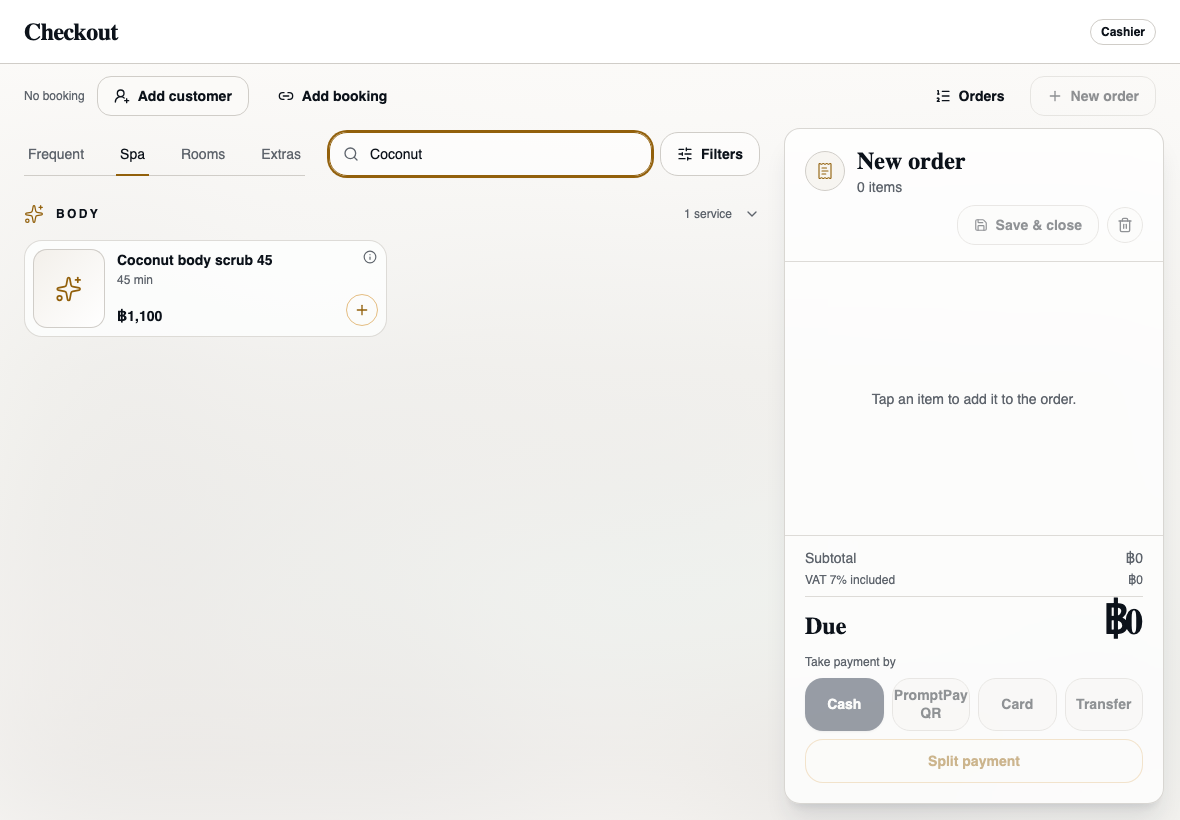 Checkout
Cashier
No booking
Add customer
Add booking
Orders
New order
Frequent
Spa
Rooms
Extras
Coconut
Filters
BODY
1 service
Coconut body scrub 45
45 min
฿1,100
New order
0 items
Save & close
Tap an item to add it to the order.
Subtotal
฿0
VAT 7% included
฿0
Due
฿0
Take payment by
Cash
PromptPay
QR
Card
Transfer
Split payment